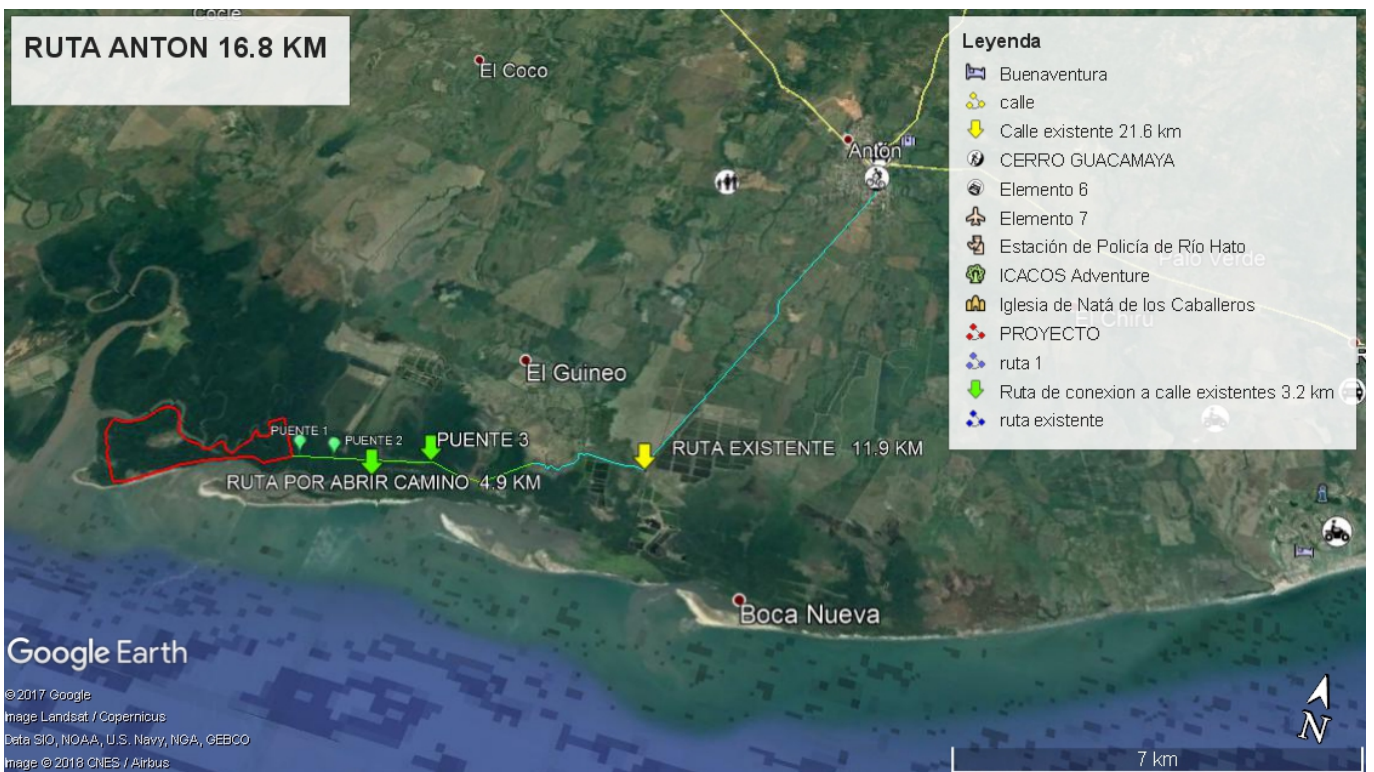 Cocle
RUTA ANTON 16.8 KM
El Coco
Antón
Leyenda
Buenaventura
calle
Calle existente 21.6 km
CERRO GUACAMAYA
Elemento 6
Elemento 7
Estación de Policía de Río Hato
Palo Verde
ICACOS Adventure
Iglesia de Natá de los Caballeros
El Chirú
PROYECTO
ruta 1
Ruta de conexion a calle existentes 3.2 km
ruta existente
El Guineo
PUENTE 1
PUENTE 2
PUENTE 3
RUTA EXISTENTE 11.9 KM
RUTA POR ABRIR CAMINO 4.9 KM
Boca Nueva
Google Earth
©2017 Google
Image Landsat / Copernicus
Data SIO, NOAA, U.S. Navy, NGA, GEBCO
Image © 2018 CNES / Airbus
N
7 km